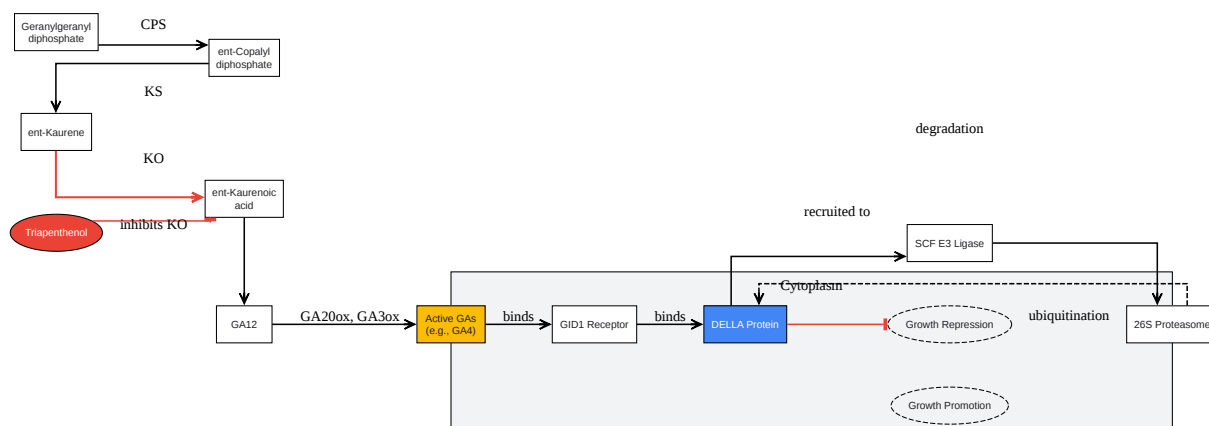 Geranylgeranyl
diphosphate
CPS
ent-Copalyl
diphosphate
KS
ent-Kaurene
degradation
KO
ent-Kaurenoic
acid
Triapenthenol
inhibits KO
recruited to
SCF E3 Ligase
Cytoplasm
GA12
GA20ox, GA3ox
Active GAs
(e.g., GA4)
binds
GID1 Receptor
binds
DELLA Protein
Growth Repression
ubiquitination
26S Proteasome
Growth Promotion